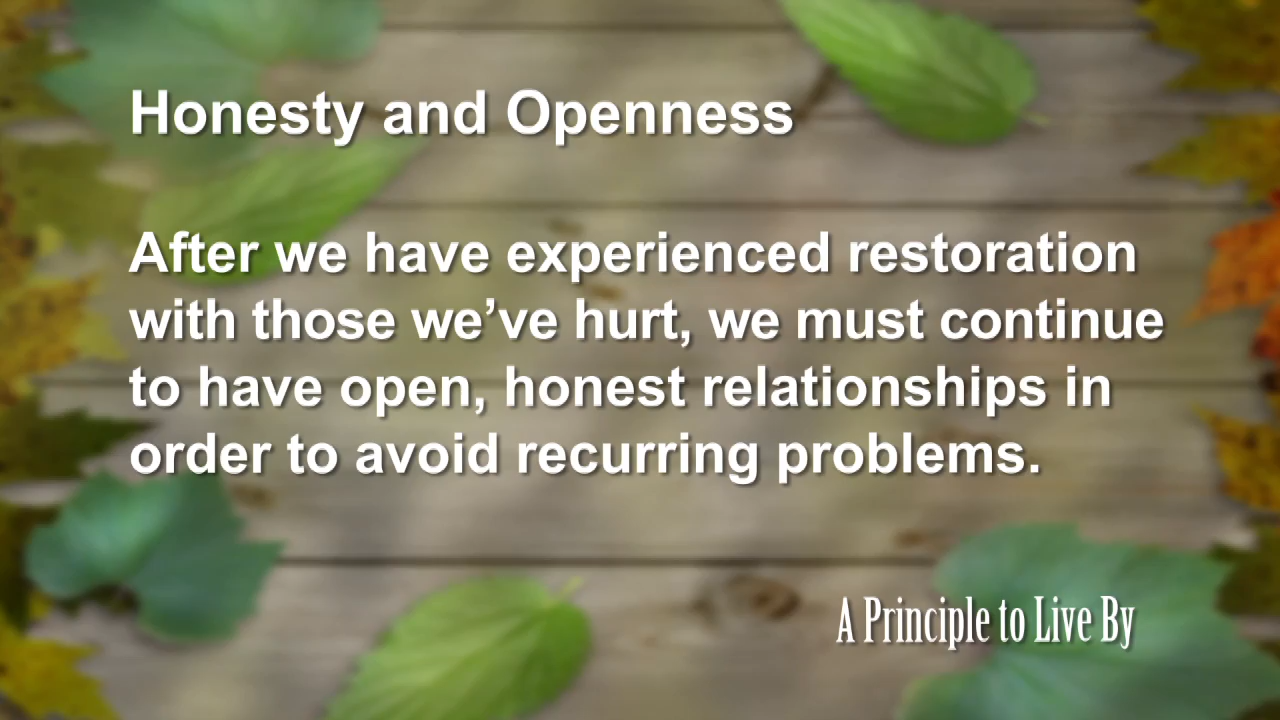 Honesty and Openness
After we have experienced restoration
with those we’ve hurt, we must continue
to have open, honest relationships in
order to avoid recurring problems.
A Principle to Live By